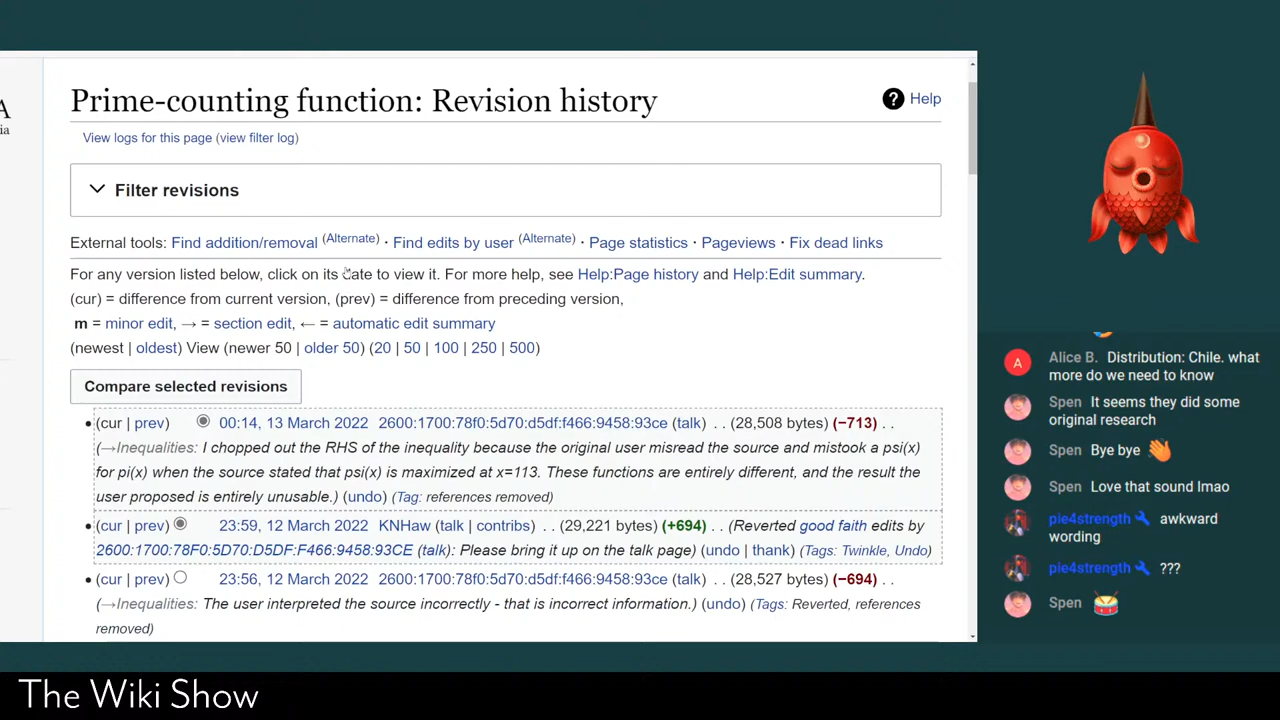 A
ia
Prime-counting function: Revision history
? Help
View logs for this page (view filter log)
Filter revisions
External tools: Find addition/removal (Alternate) · Find edits by user (Alternate) · Page statistics · Pageviews · Fix dead links
For any version listed below, click on its date to view it. For more help, see Help:Page history and Help:Edit summary.
(cur) = difference from current version, (prev) = difference from preceding version,
m = minor edit, → = section edit, ← = automatic edit summary
(newest | oldest) View (newer 50 | older 50) (20 | 50 | 100 | 250 | 500)
Compare selected revisions
• (cur | prev) 00:14, 13 March 2022 2600:1700:78f0:5d70:d5df:f466:9458:93ce (talk) . . (28,508 bytes) (−713) . .
(→Inequalities: I chopped out the RHS of the inequality because the original user misread the source and mistook a psi(x)
for pi(x) when the source stated that psi(x) is maximized at x=113. These functions are entirely different, and the result the
user proposed is entirely unusable.) (undo) (Tag: references removed)
• (cur | prev) 23:59, 12 March 2022 KNHaw (talk | contribs) . . (29,221 bytes) (+694) . . (Reverted good faith edits by
2600:1700:78F0:5D70:D5DF:F466:9458:93CE (talk): Please bring it up on the talk page) (undo | thank) (Tags: Twinkle, Undo)
• (cur | prev) 23:56, 12 March 2022 2600:1700:78f0:5d70:d5df:f466:9458:93ce (talk) . . (28,527 bytes) (−694) . .
(→Inequalities: The user interpreted the source incorrectly - that is incorrect information.) (undo) (Tags: Reverted, references
removed)
A Alice B. Distribution: Chile. what
more do we need to know
Spen It seems they did some
original research
Spen Bye bye 👋
Spen Love that sound lmao
pie4strength awkward
wording
pie4strength ???
Spen 🥁
The Wiki Show